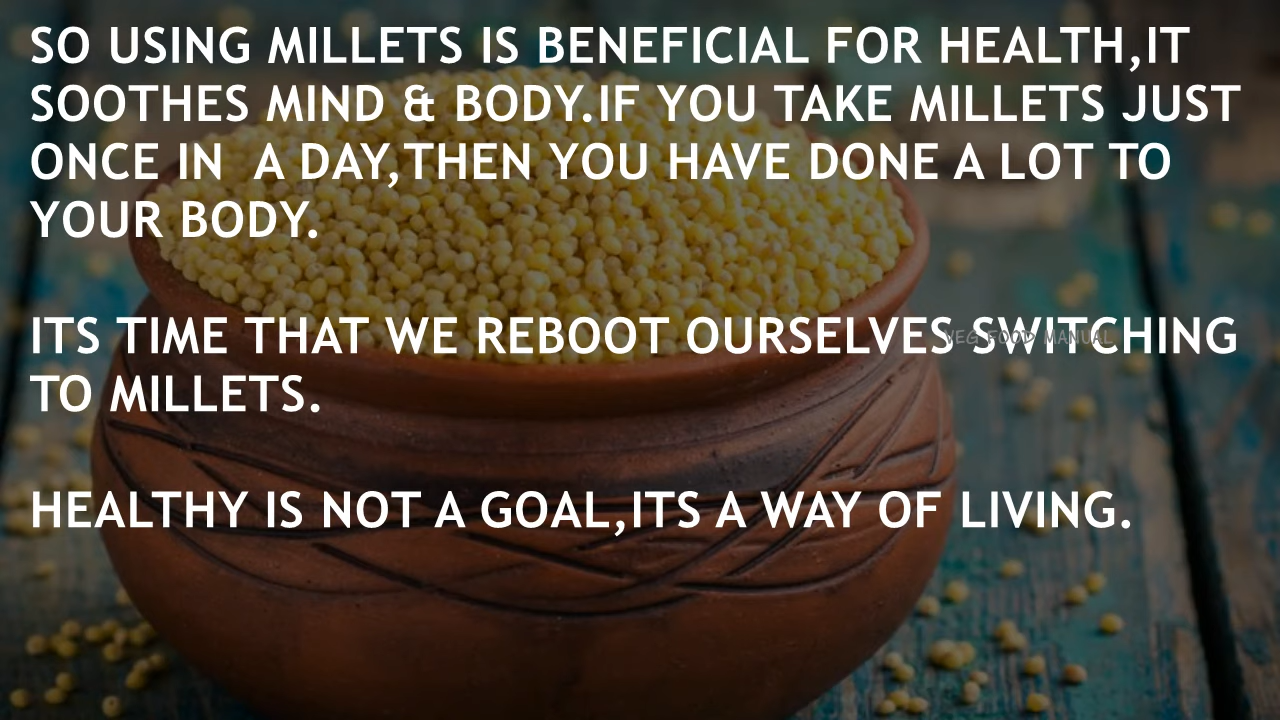 SO USING MILLETS IS BENEFICIAL FOR HEALTH,IT
SOOTHES MIND & BODY.IF YOU TAKE MILLETS JUST
ONCE IN  A DAY,THEN YOU HAVE DONE A LOT TO
YOUR BODY.
ITS TIME THAT WE REBOOT OURSELVES SWITCHING
TO MILLETS.
HEALTHY IS NOT A GOAL,ITS A WAY OF LIVING.
VEG FOOD MANUAL